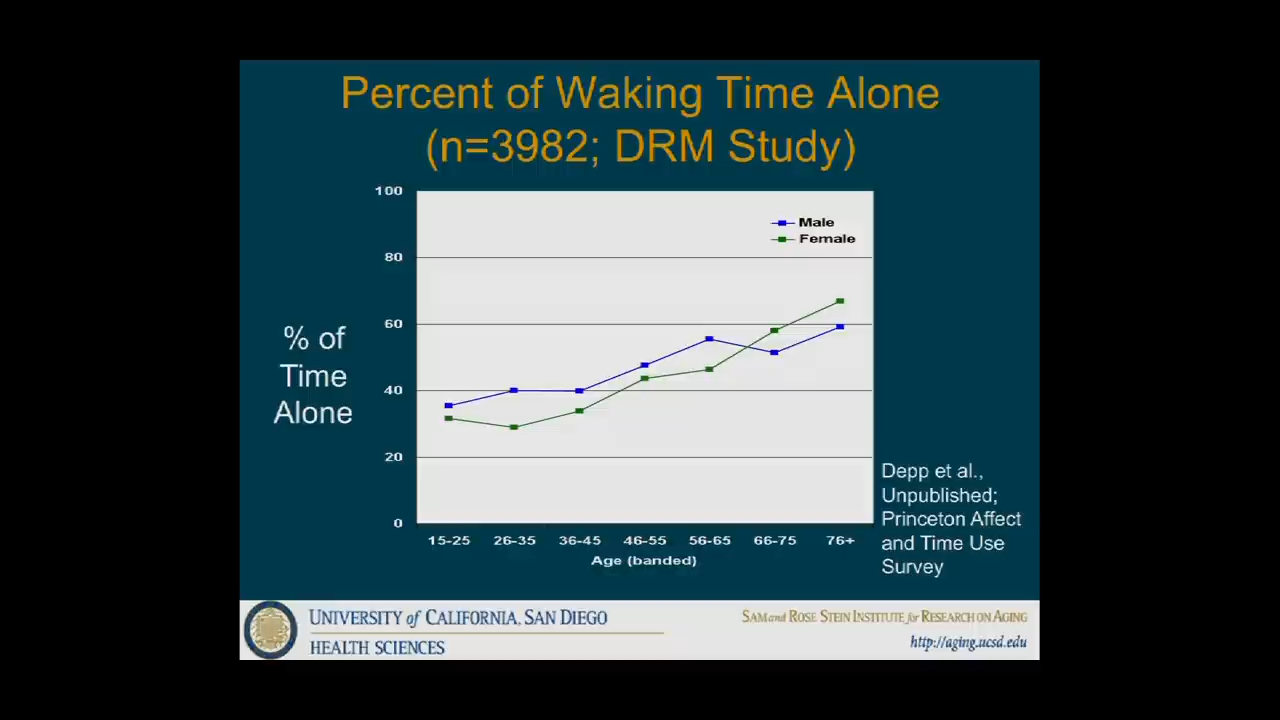 Percent of Waking Time Alone
(n=3982; DRM Study)
100
80
60
40
20
0
Male
Female
% of
Time
Alone
15-25 26-35 36-45 46-55 56-65 66-75 76+
Age (banded)
Depp et al.,
Unpublished;
Princeton Affect
and Time Use
Survey
UNIVERSITY of CALIFORNIA, SAN DIEGO
HEALTH SCIENCES
SAM and ROSE STEIN INSTITUTE for RESEARCH ON AGING
http://aging.ucsd.edu